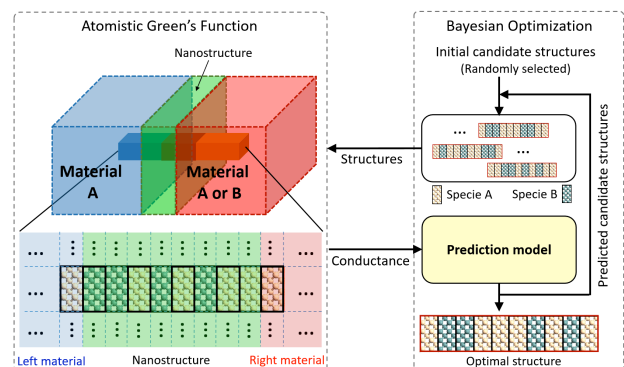 Atomistic Green's Function
Nanostructure
Material
A
Material
A or B
...
...
Left material
Nanostructure
Right material
Structures
Conductance
Bayesian Optimization
Initial candidate structures
(Randomly selected)
...
...
Specie A
Specie B
Prediction model
Predicted candidate structures
Optimal structure